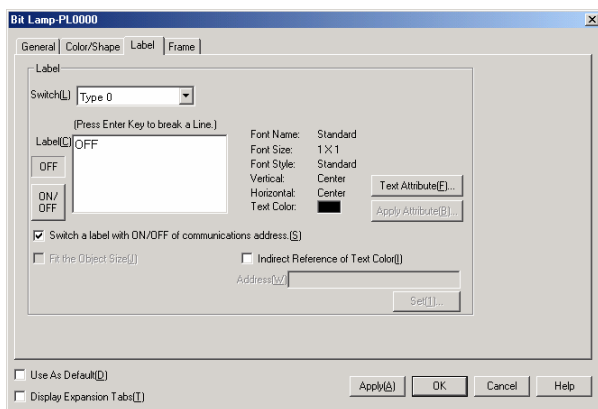 Bit Lamp-PL0000
General Color/Shape Label Frame
Label
Switch(L) Type 0
(Press Enter Key to break a Line.)
Label(C) OFF
OFF
ON/
OFF
Font Name: Standard
Font Size: 1X1
Font Style: Standard
Vertical: Center
Horizontal: Center
Text Color:
Text Attribute(F)...
Apply Attribute(B)...
Switch a label with ON/OFF of communications address.(S)
Fit the Object Size(J) Indirect Reference of Text Color(I)
Address(W)
Set(1)...
Use As Default(D)
Display Expansion Tabs(T)
Apply(A) OK Cancel Help